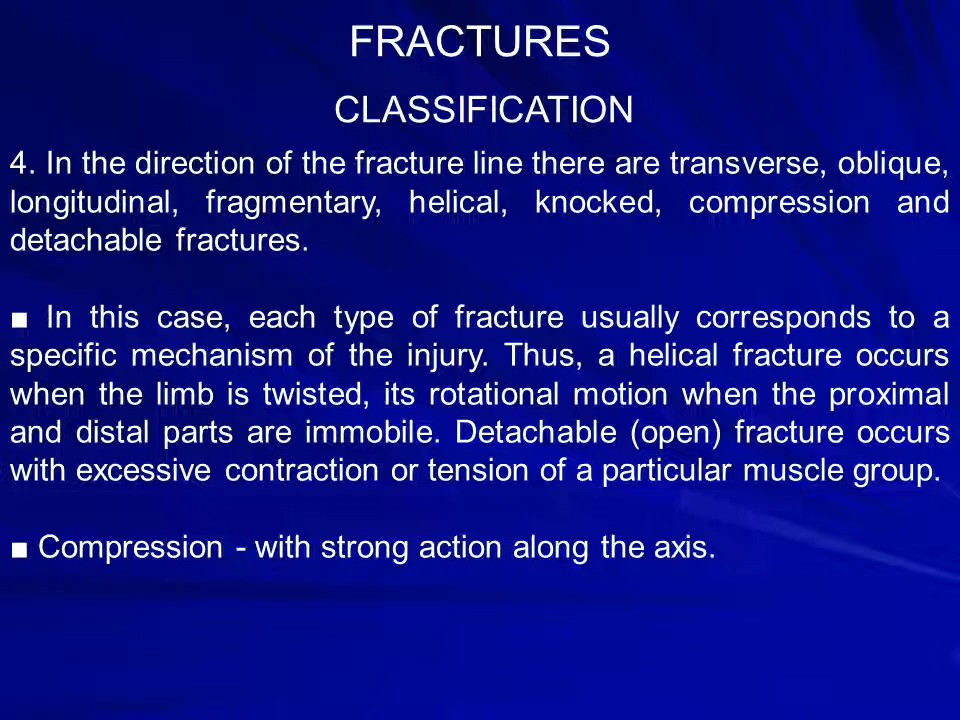 FRACTURES
CLASSIFICATION
4. In the direction of the fracture line there are transverse, oblique,
longitudinal, fragmentary, helical, knocked, compression and
detachable fractures.
■ In this case, each type of fracture usually corresponds to a
specific mechanism of the injury. Thus, a helical fracture occurs
when the limb is twisted, its rotational motion when the proximal
and distal parts are immobile. Detachable (open) fracture occurs
with excessive contraction or tension of a particular muscle group.
■ Compression - with strong action along the axis.